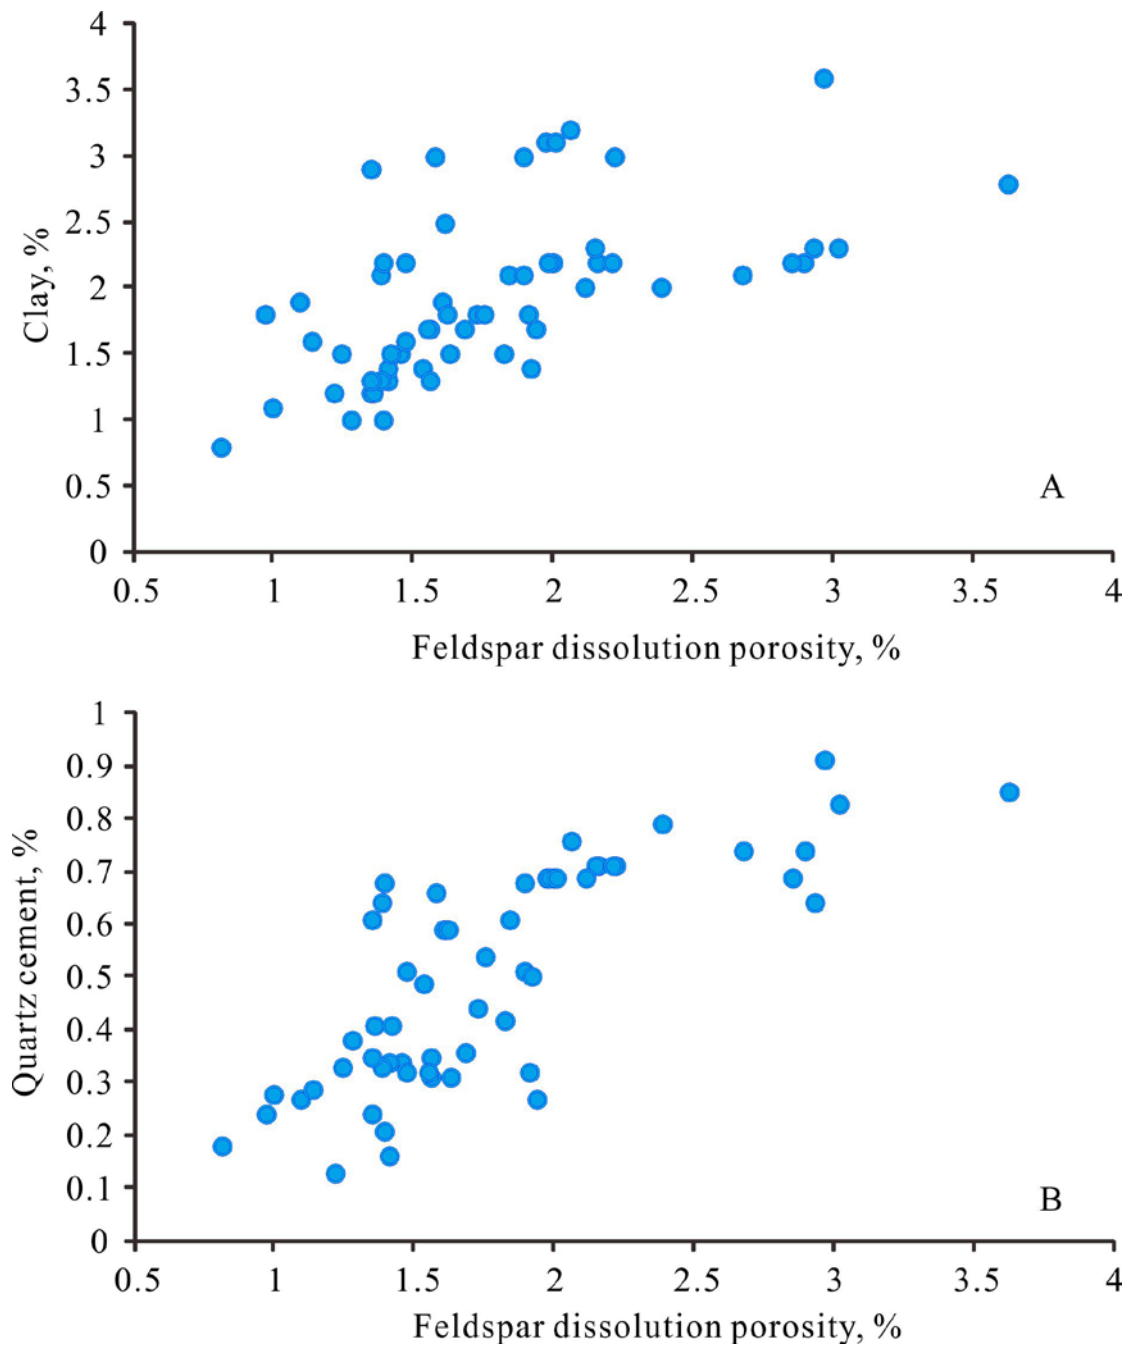 4
3.5
3
2.5
2
1.5
1
0.5
0
Clay, %
A
0.5 1 1.5 2 2.5 3 3.5 4
Feldspar dissolution porosity, %
1
0.9
0.8
0.7
0.6
0.5
0.4
0.3
0.2
0.1
0
Quartz cement, %
B
0.5 1 1.5 2 2.5 3 3.5 4
Feldspar dissolution porosity, %